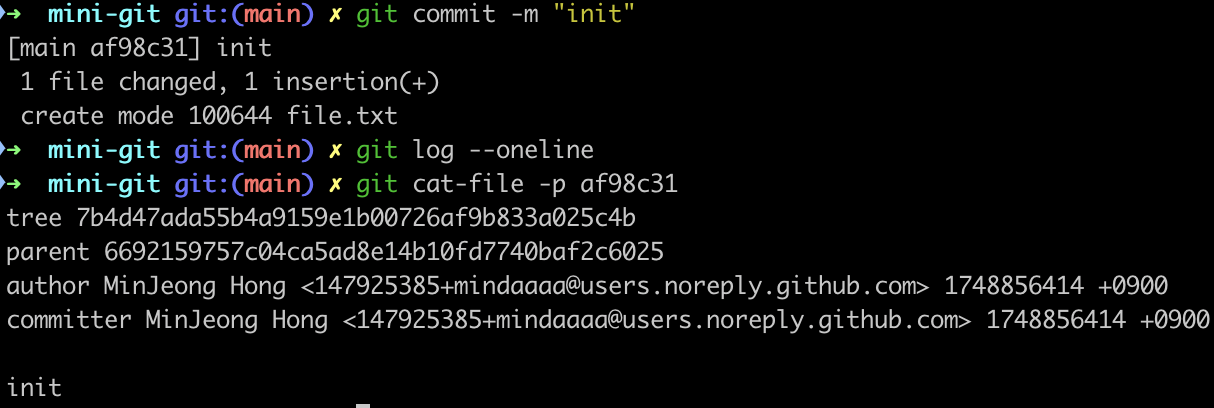 ➜  mini-git git:(main) ✗ git commit -m "init"
[main af98c31] init
 1 file changed, 1 insertion(+)
 create mode 100644 file.txt
➜  mini-git git:(main) ✗ git log --oneline
➜  mini-git git:(main) ✗ git cat-file -p af98c31
tree 7b4d47ada55b4a9159e1b00726af9b833a025c4b
parent 6692159757c04ca5ad8e14b10fd7740baf2c6025
author MinJeong Hong <147925385+mindaaaa@users.noreply.github.com> 1748856414 +0900
committer MinJeong Hong <147925385+mindaaaa@users.noreply.github.com> 1748856414 +0900

init